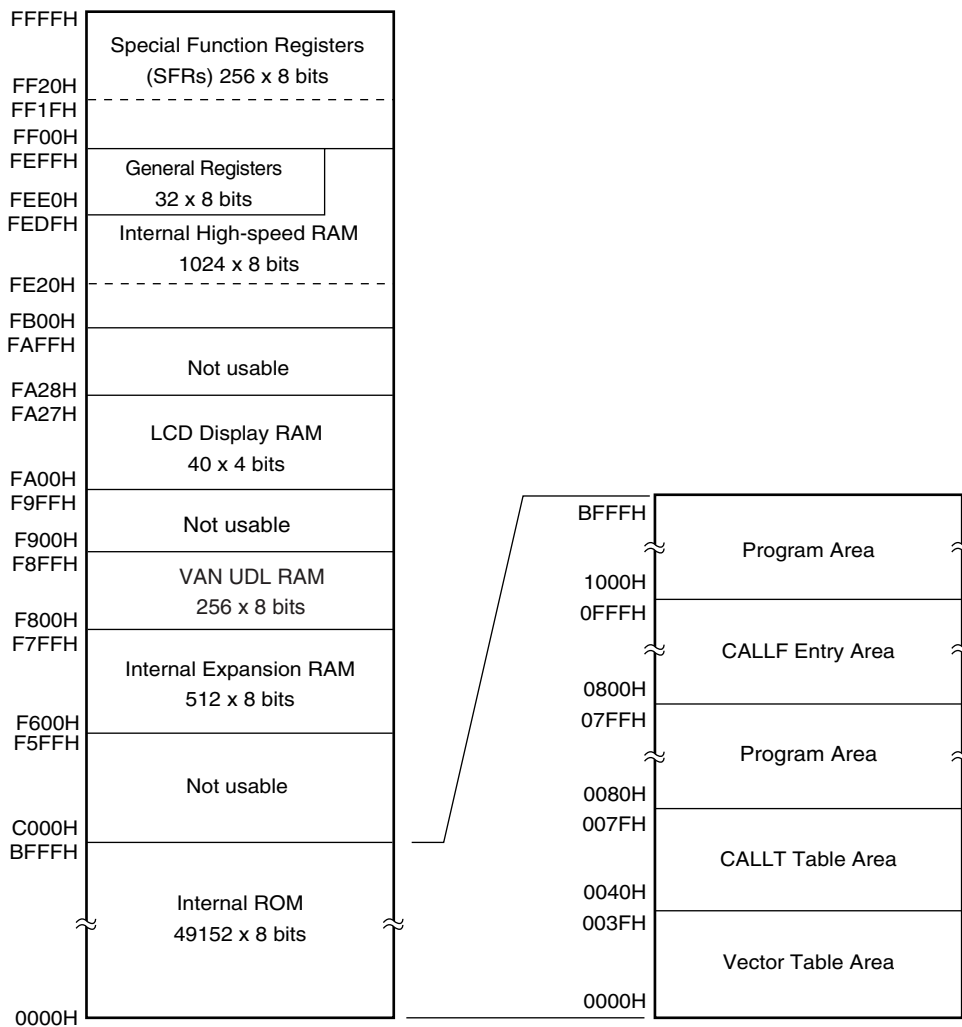 FFFFH
Special Function Registers
(SFRs) 256 x 8 bits
FF20H
FF1FH
FF00H
FEFFH
General Registers
32 x 8 bits
FEE0H
FEDFH
Internal High-speed RAM
1024 x 8 bits
FE20H
FB00H
FAFFH
Not usable
FA28H
FA27H
LCD Display RAM
40 x 4 bits
FA00H
F9FFH
Not usable
F900H
F8FFH
VAN UDL RAM
256 x 8 bits
F800H
F7FFH
Internal Expansion RAM
512 x 8 bits
F600H
F5FFH
Not usable
C000H
BFFFH
Internal ROM
49152 x 8 bits
0000H
BFFFH
Program Area
1000H
0FFFH
CALLF Entry Area
0800H
07FFH
Program Area
0080H
007FH
CALLT Table Area
0040H
003FH
Vector Table Area
0000H